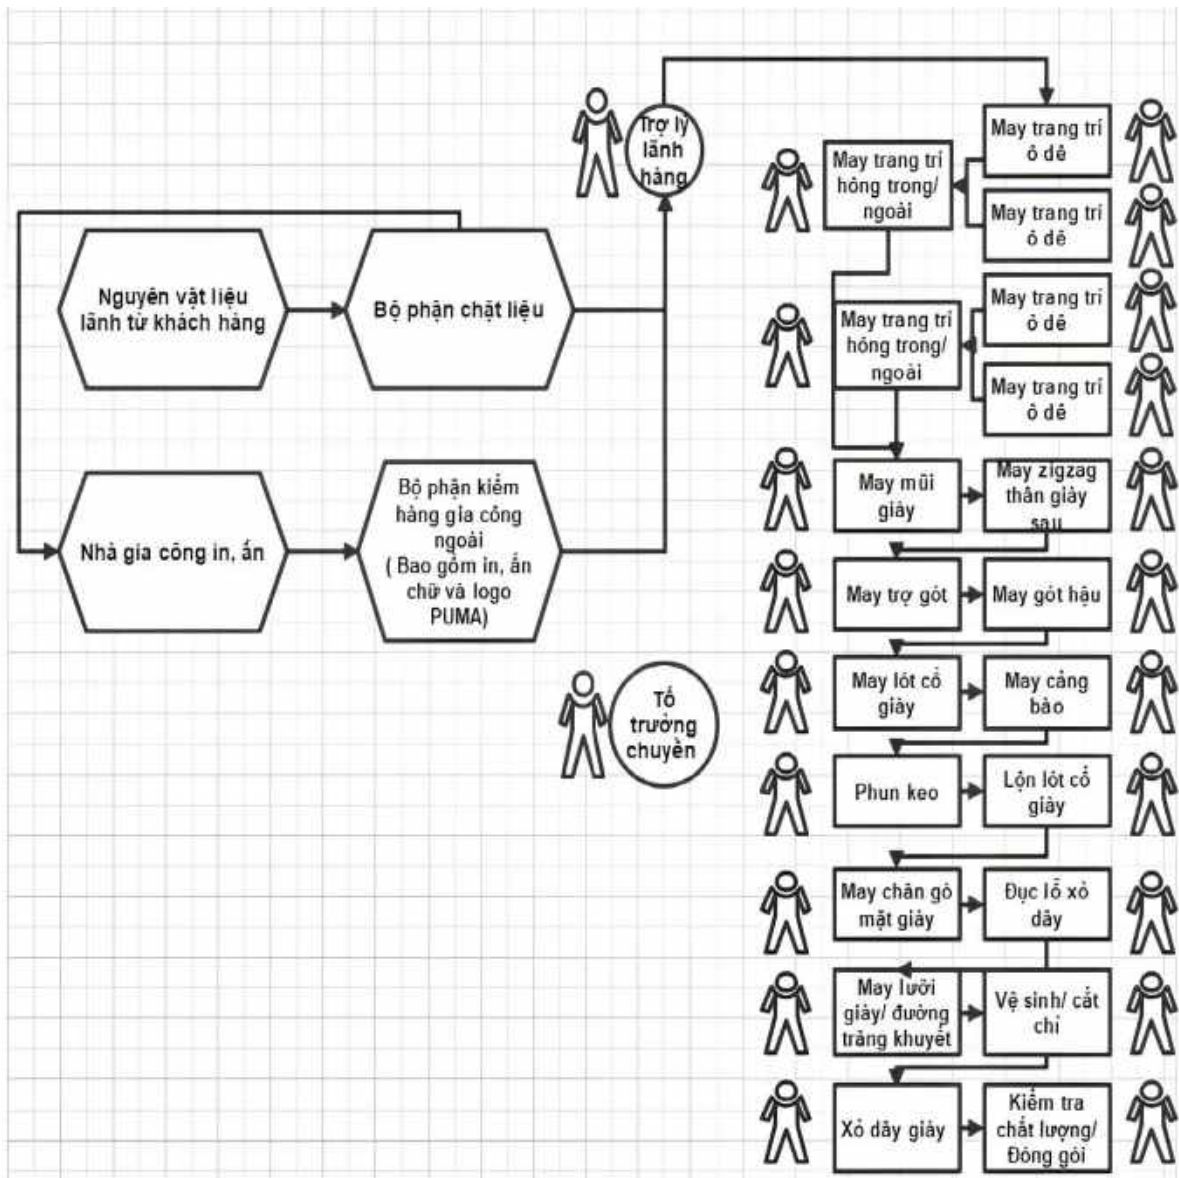 Trợ lý
lãnh
hàng
May trang trí
ô dê
May trang trí
hông trong/
ngoài
May trang trí
ô dê
Nguyên vật liệu
lãnh từ khách hàng
Bộ phận chặt liệu
May trang trí
ô dê
May trang trí
hông trong/
ngoài
May trang trí
ô dê
May mũi
giày
May zigzag
thân giày
sau
Nhà gia công in, ấn
Bộ phận kiểm
hàng gia công
ngoài
( Bao gồm in, ấn
chữ và logo
PUMA)
May trợ gót
May gót hậu
Tổ
trưởng
chuyền
May lót cổ
giày
May cảng
bào
Phun keo
Lộn lót cổ
giày
May chân gò
mặt giày
Đục lỗ xỏ
dây
May lưỡi
giày/ đường
trăng khuyết
Vệ sinh/ cắt
chỉ
Xỏ dây giày
Kiểm tra
chất lượng/
Đóng gói